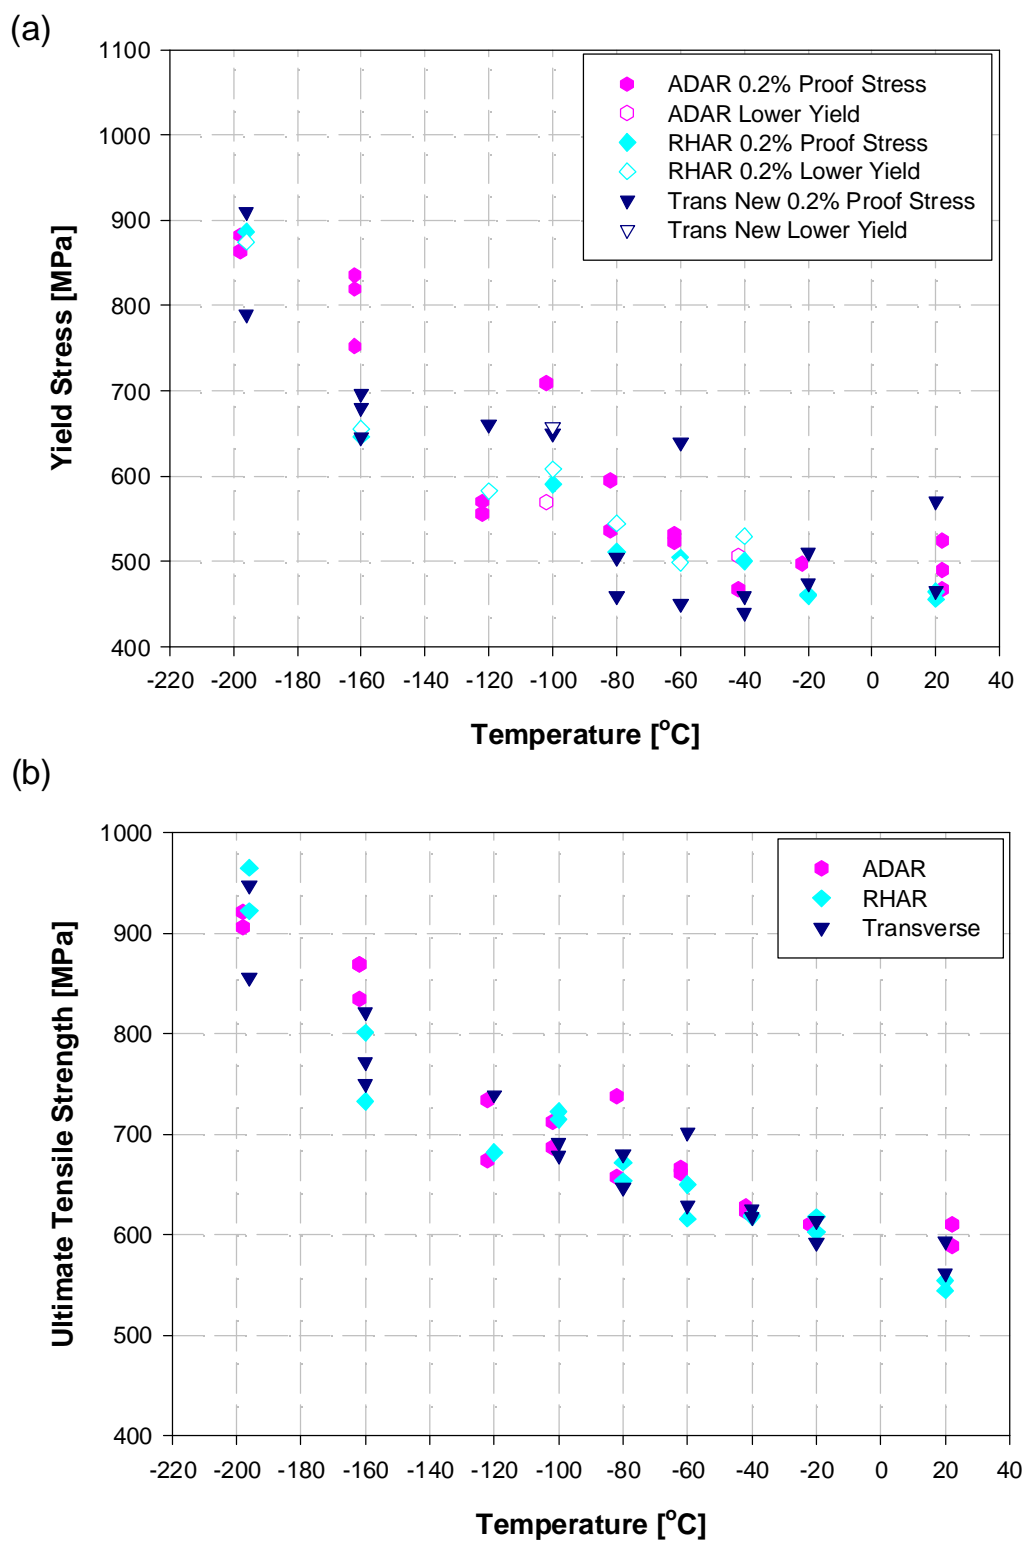 (a)
1100
1000
900
800
700
600
500
400
Yield Stress [MPa]
ADAR 0.2% Proof Stress
ADAR Lower Yield
RHAR 0.2% Proof Stress
RHAR 0.2% Lower Yield
Trans New 0.2% Proof Stress
Trans New Lower Yield
-220 -200 -180 -160 -140 -120 -100 -80 -60 -40 -20 0 20 40
Temperature [°C]
(b)
1000
900
800
700
600
500
400
Ultimate Tensile Strength [MPa]
ADAR
RHAR
Transverse
-220 -200 -180 -160 -140 -120 -100 -80 -60 -40 -20 0 20 40
Temperature [°C]